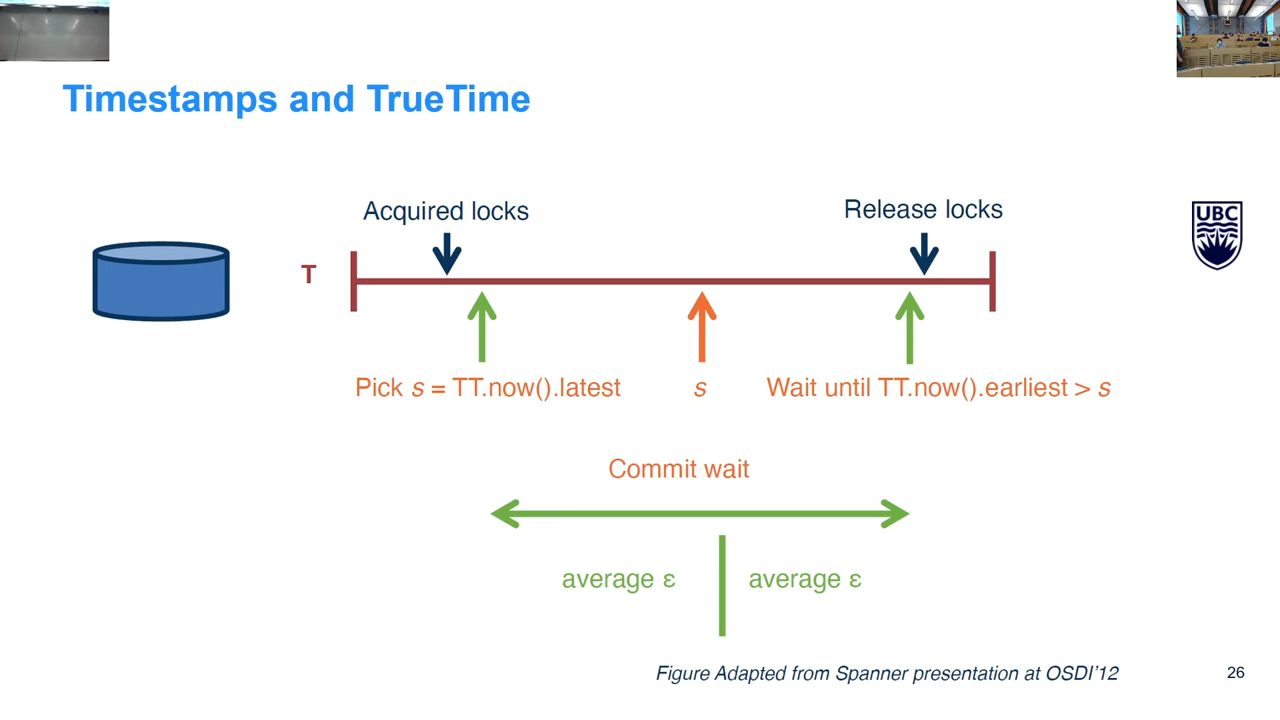 Timestamps and TrueTime
Acquired locks
Release locks
UBC
T
Pick s = TT.now().latest
s
Wait until TT.now().earliest > s
Commit wait
average ε
average ε
Figure Adapted from Spanner presentation at OSDI'12
26